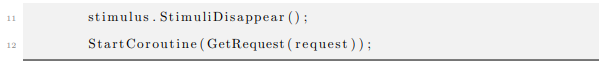 11 stimulus.StimuliDisappear();
12 StartCoroutine(GetRequest(request));